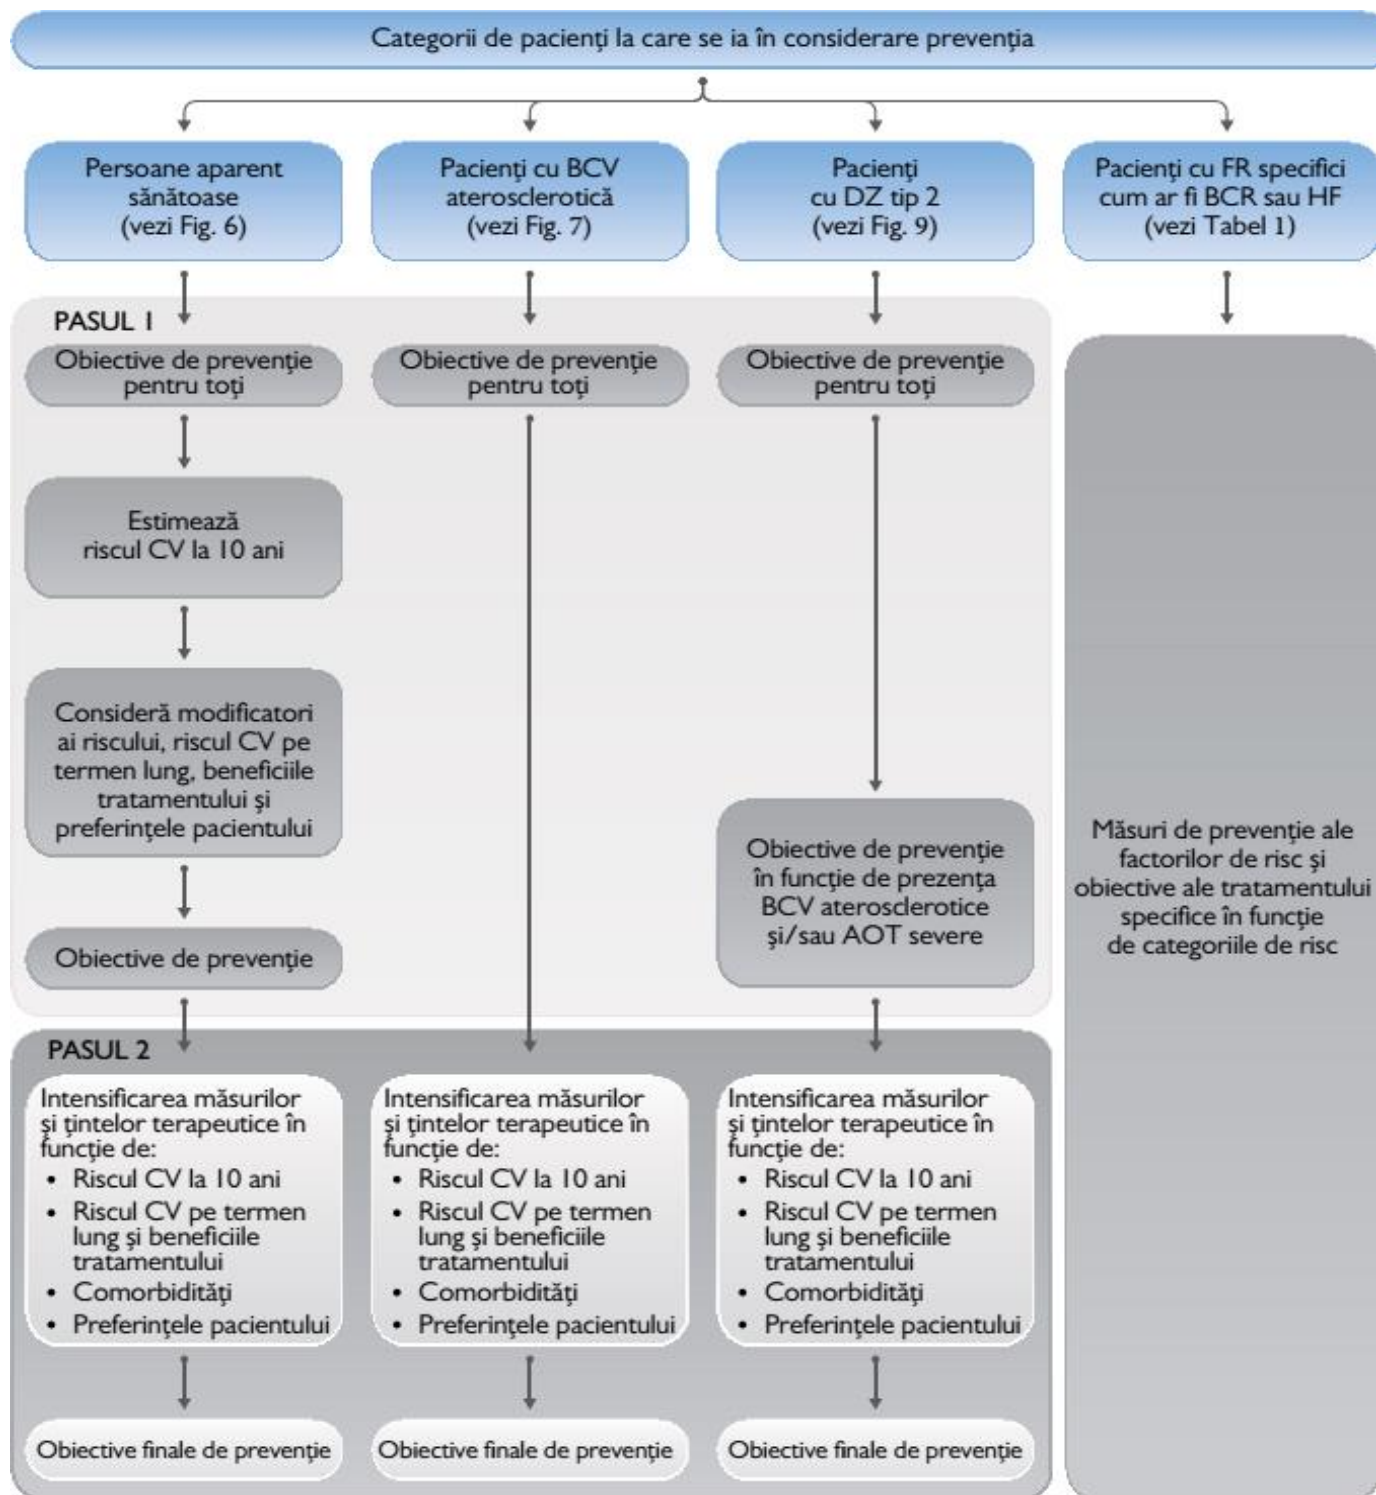 Categorii de pacienţi la care se ia în considerare prevenţia
Persoane aparent
sănătoase
(vezi Fig. 6)
Pacienţi cu BCV
aterosclerotică
(vezi Fig. 7)
Pacienţi
cu DZ tip 2
(vezi Fig. 9)
Pacienţi cu FR specifici
cum ar fi BCR sau HF
(vezi Tabel 1)
PASUL 1
Obiective de prevenţie
pentru toţi
Obiective de prevenţie
pentru toţi
Obiective de prevenţie
pentru toţi
Estimează
riscul CV la 10 ani
Consideră modificatori
ai riscului, riscul CV pe
termen lung, beneficiile
tratamentului şi
preferinţele pacientului
Obiective de prevenţie
Obiective de prevenţie
în funcţie de prezenţa
BCV aterosclerotice
şi/sau AOT severe
Măsuri de prevenţie ale
factorilor de risc şi
obiective ale tratamentului
specifice în funcţie
de categoriile de risc
PASUL 2
Intensificarea măsurilor
şi ţintelor terapeutice în
funcţie de:
• Riscul CV la 10 ani
• Riscul CV pe termen
lung şi beneficiile
tratamentului
• Comorbidităţi
• Preferinţele pacientului
Intensificarea măsurilor
şi ţintelor terapeutice în
funcţie de:
• Riscul CV la 10 ani
• Riscul CV pe termen
lung şi beneficiile
tratamentului
• Comorbidităţi
• Preferinţele pacientului
Intensificarea măsurilor
şi ţintelor terapeutice în
funcţie de:
• Riscul CV la 10 ani
• Riscul CV pe termen
lung şi beneficiile
tratamentului
• Comorbidităţi
• Preferinţele pacientului
Obiective finale de prevenţie
Obiective finale de prevenţie
Obiective finale de prevenţie